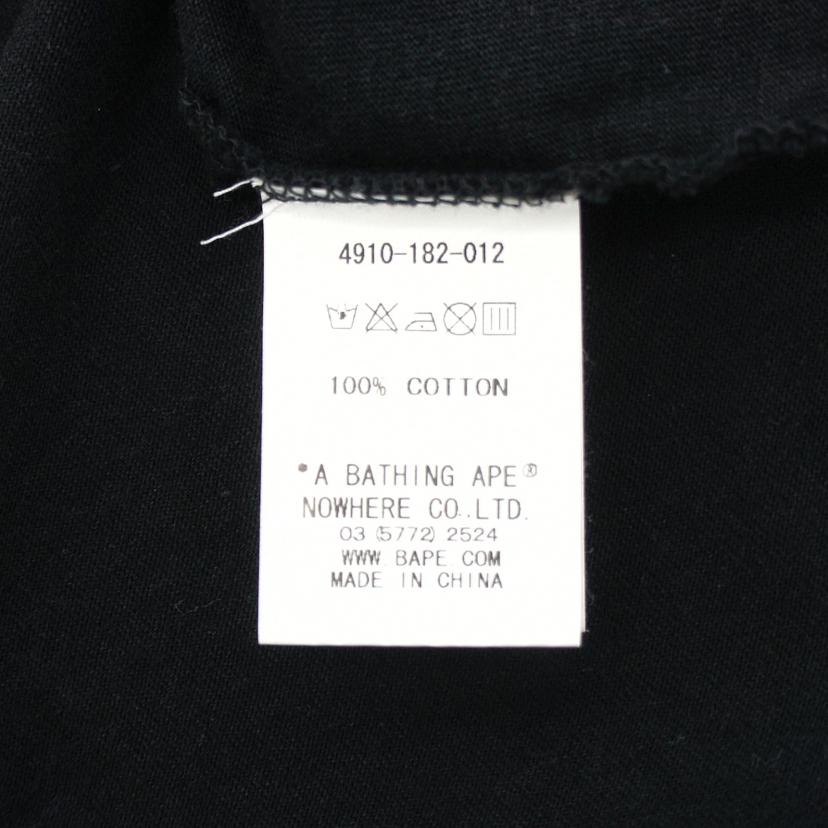 4910-182-012
100% COTTON
"A BATHING APE®
NOWHERE CO.,LTD.
03 (5772) 2524
WWW.BAPE.COM
MADE IN CHINA